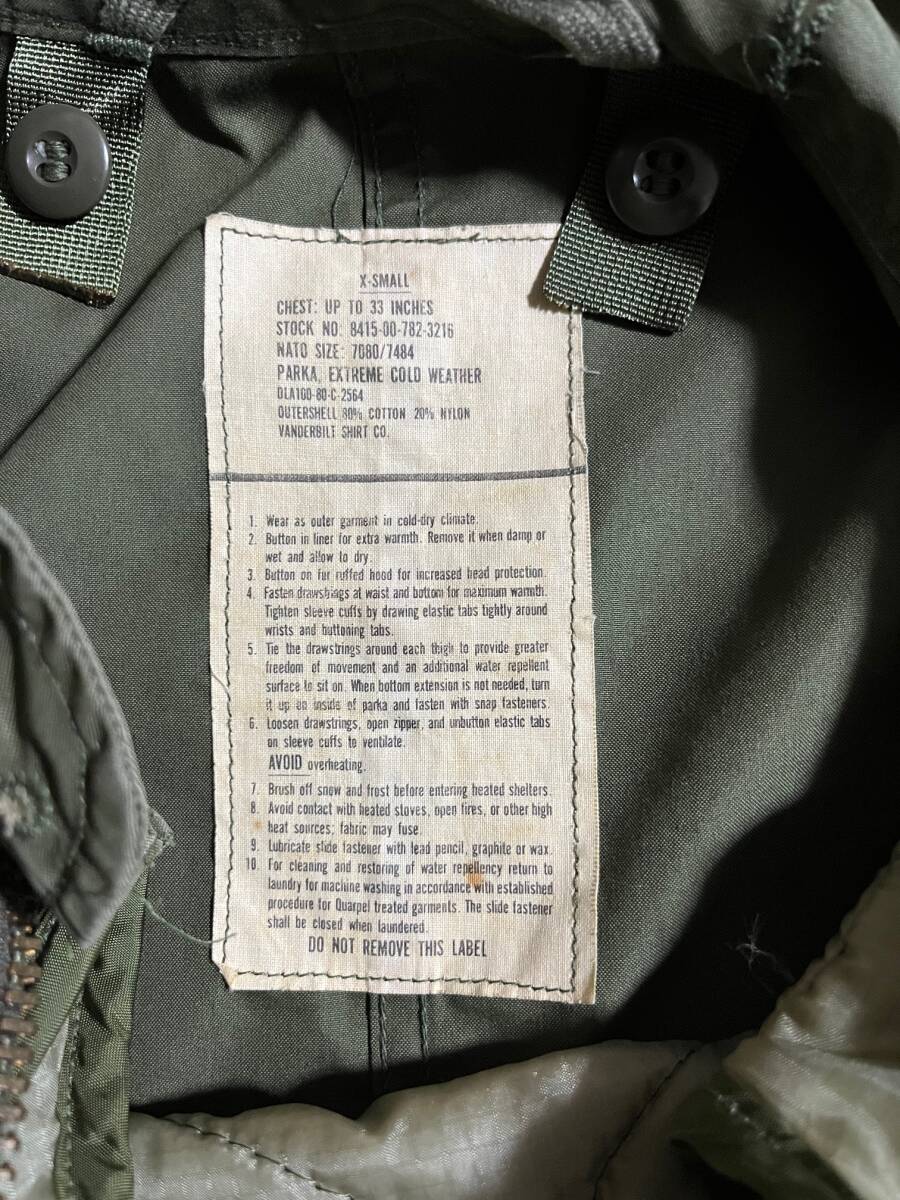 X-SMALL
CHEST: UP TO 33 INCHES
STOCK NO: 8415-00-782-3216
NATO SIZE: 7080/7484
PARKA, EXTREME COLD WEATHER
DLA100-80-C-2564
OUTERSHELL 80% COTTON 20% NYLON
VANDERBILT SHIRT CO.
1. Wear as outer garment in cold-dry climate.
2. Button in liner for extra warmth. Remove it when damp or
wet and allow to dry.
3. Button on fur ruffed hood for increased head protection.
4. Fasten drawstrings at waist and bottom for maximum warmth.
Tighten sleeve cuffs by drawing elastic tabs tightly around
wrists and buttoning tabs.
5. Tie the drawstrings around each thigh to provide greater
freedom of movement and an additional water repellent
surface to sit on. When bottom extension is not needed, turn
it up on inside of parka and fasten with snap fasteners.
6. Loosen drawstrings, open zipper, and unbutton elastic tabs
on sleeve cuffs to ventilate.
AVOID overheating.
7. Brush off snow and frost before entering heated shelters.
8. Avoid contact with heated stoves, open fires, or other high
heat sources; fabric may fuse.
9. Lubricate slide fastener with lead pencil, graphite or wax.
10. For cleaning and restoring of water repellency return to
laundry for machine washing in accordance with established
procedure for Quarpel treated garments. The slide fastener
shall be closed when laundered.
DO NOT REMOVE THIS LABEL